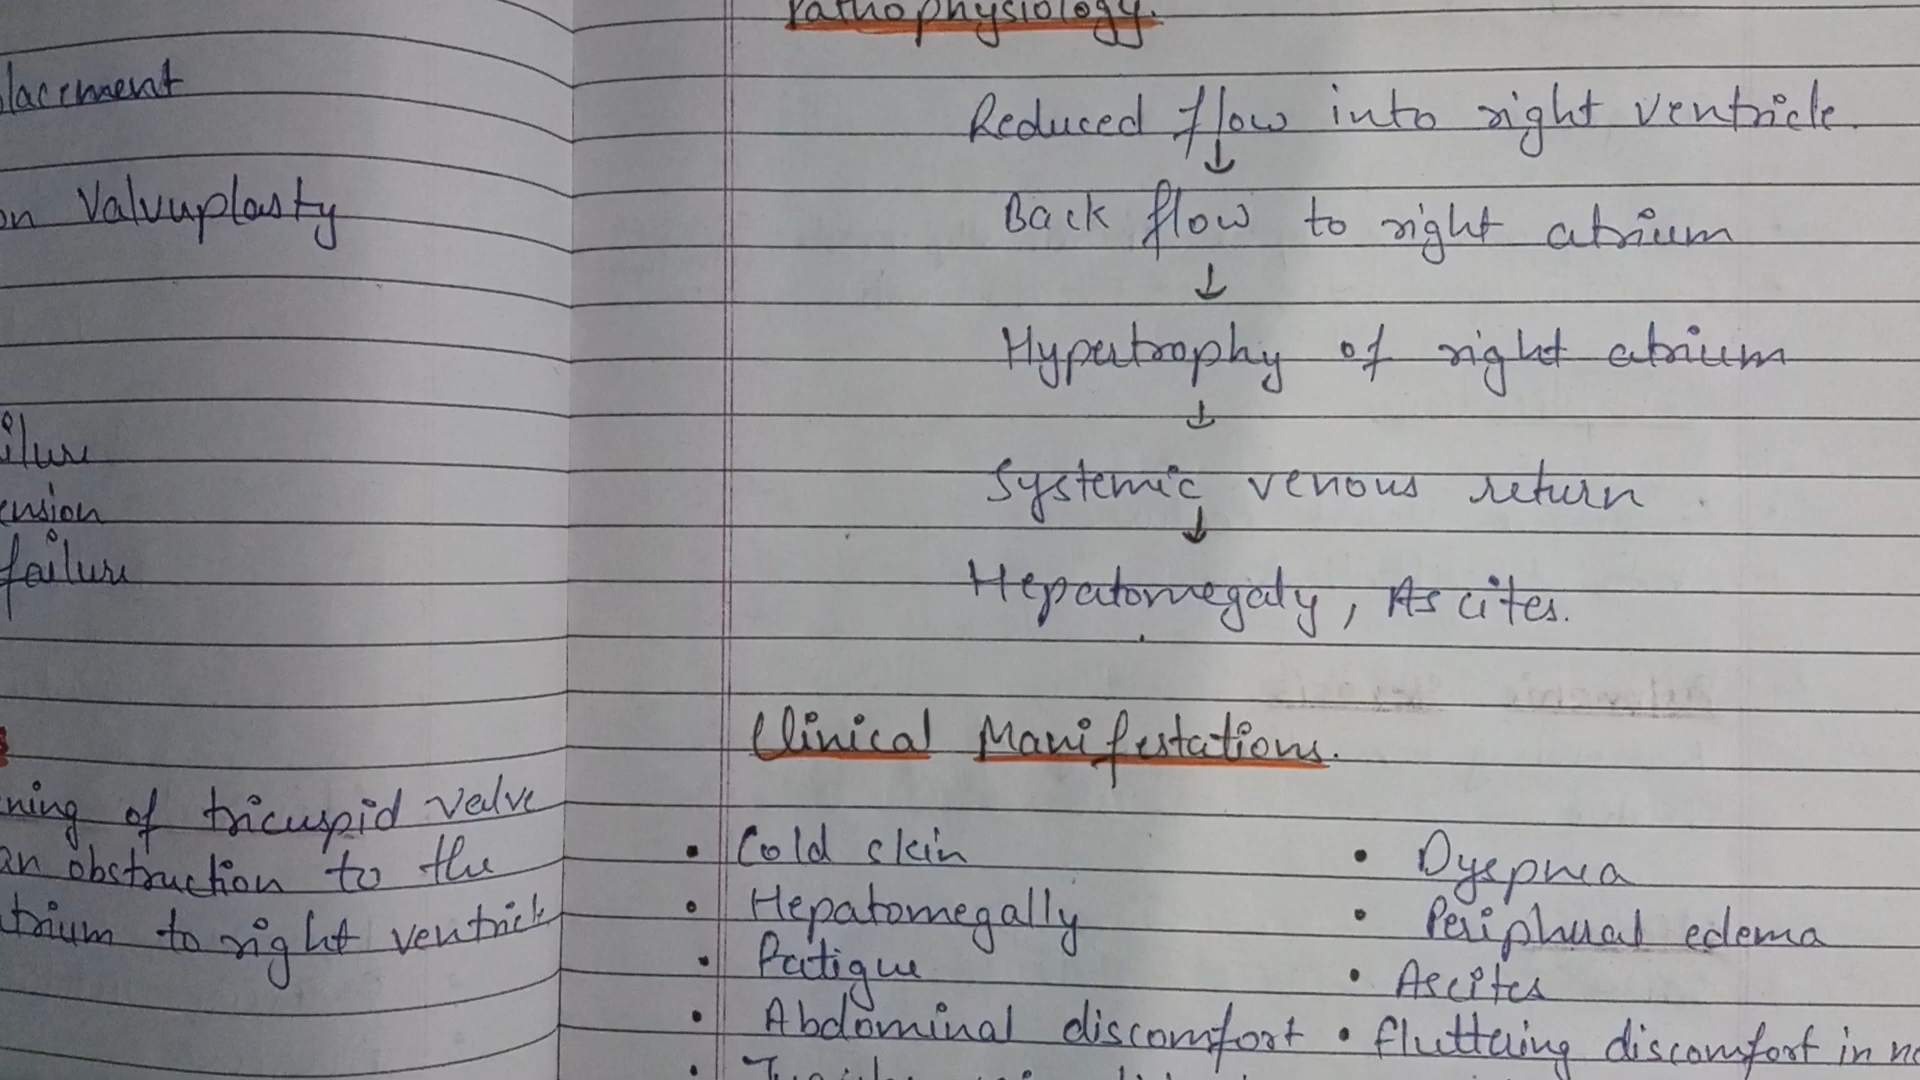 lacement
on Valvuplasty
ilure
ension
failure
ning of tricuspid valve
an obstruction to the
trium to right ventricle
Pathophysiology.
Reduced flow into right ventricle.
↓
Back flow to right atrium
↓
Hypertrophy of right atrium
↓
Systemic venous return
↓
Hepatomegaly, Ascites.
Clinical Manifestations.
• Cold skin • Dyspnea
• Hepatomegally • Peripheral edema
• Fatigue • Ascites
• Abdominal discomfort • fluttering discomfort in